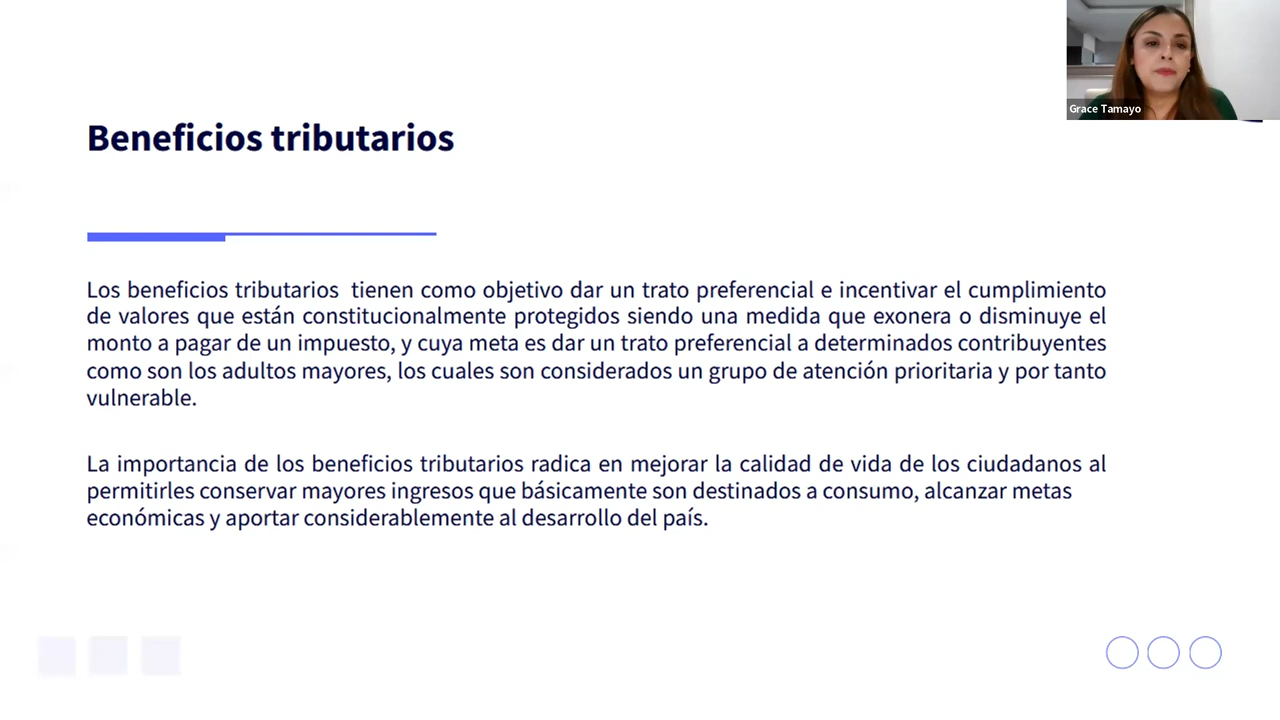 Grace Tamayo
Beneficios tributarios
Los beneficios tributarios tienen como objetivo dar un trato preferencial e incentivar el cumplimiento
de valores que están constitucionalmente protegidos siendo una medida que exonera o disminuye el
monto a pagar de un impuesto, y cuya meta es dar un trato preferencial a determinados contribuyentes
como son los adultos mayores, los cuales son considerados un grupo de atención prioritaria y por tanto
vulnerable.
La importancia de los beneficios tributarios radica en mejorar la calidad de vida de los ciudadanos al
permitirles conservar mayores ingresos que básicamente son destinados a consumo, alcanzar metas
económicas y aportar considerablemente al desarrollo del país.